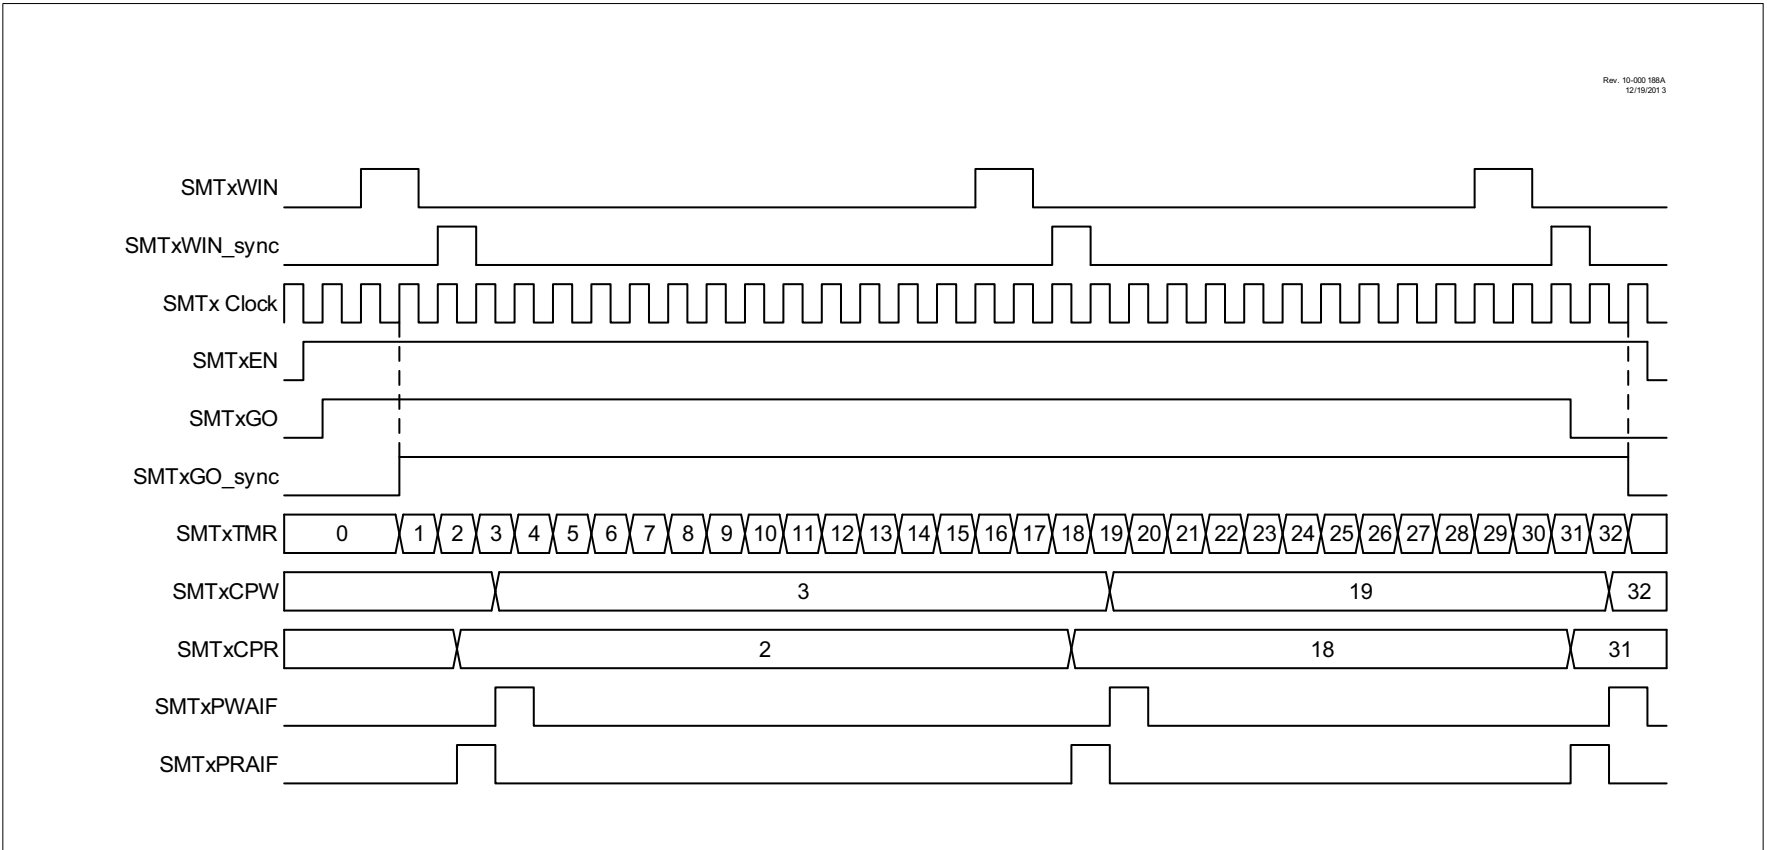 Rev. 10-000 188A
12/19/201 3
SMTxWIN
SMTxWIN_sync
SMTx Clock
SMTxEN
SMTxGO
SMTxGO_sync
SMTxTMR 0 1 2 3 4 5 6 7 8 9 10 11 12 13 14 15 16 17 18 19 20 21 22 23 24 25 26 27 28 29 30 31 32
SMTxCPW 3 19 32
SMTxCPR 2 18 31
SMTxPWAIF
SMTxPRAIF